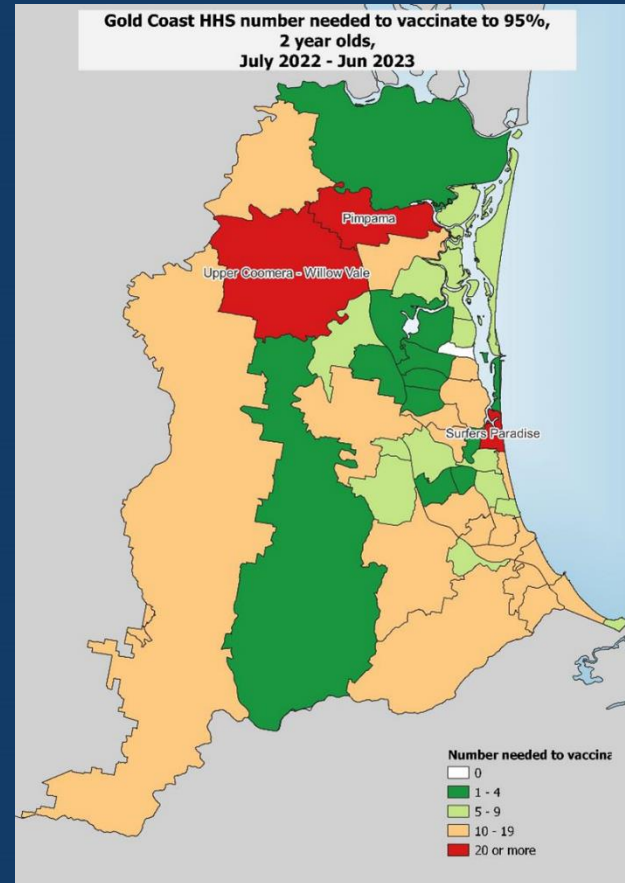 Gold Coast HHS number needed to vaccinate to 95%,
2 year olds,
July 2022 - Jun 2023
Pimpama
Upper Coomera - Willow Vale
Surfers Paradise
Number needed to vaccina
0
1 - 4
5 - 9
10 - 19
20 or more